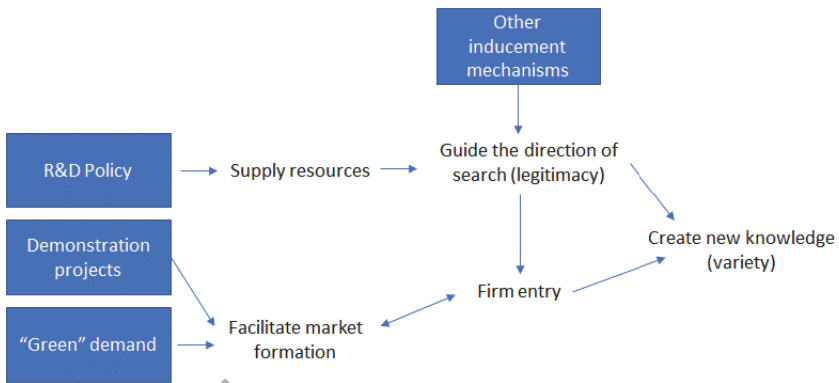 Other
inducement
mechanisms
R&D Policy
Supply resources
Guide the direction of
search (legitimacy)
Demonstration
projects
Create new knowledge
(variety)
Firm entry
"Green" demand
Facilitate market
formation